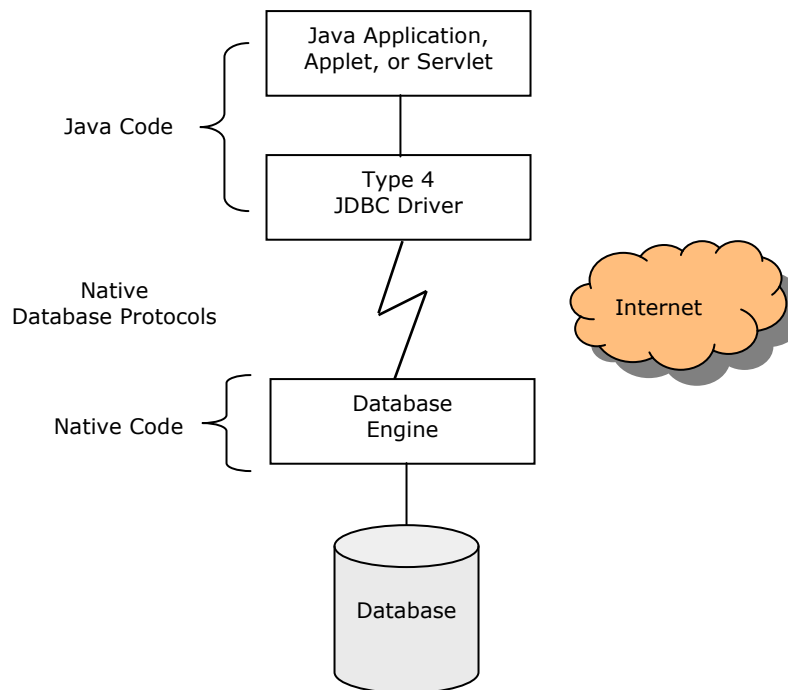 Java Application,
Applet, or Servlet
Java Code
Type 4
JDBC Driver
Native
Database Protocols
Internet
Database
Engine
Native Code
Database